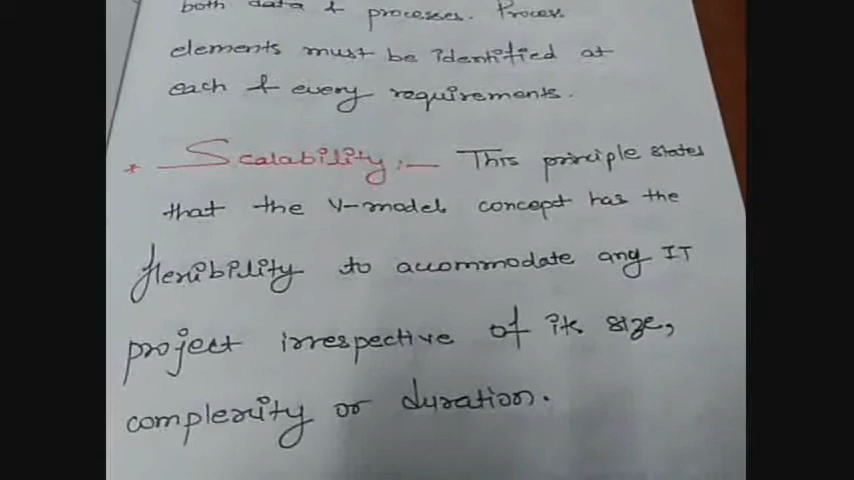 both data & processes. Process
elements must be identified at
each & every requirements.
* Scalability :- This principle states
that the V-model concept has the
flexibility to accommodate any IT
project irrespective of its size,
complexity or duration.